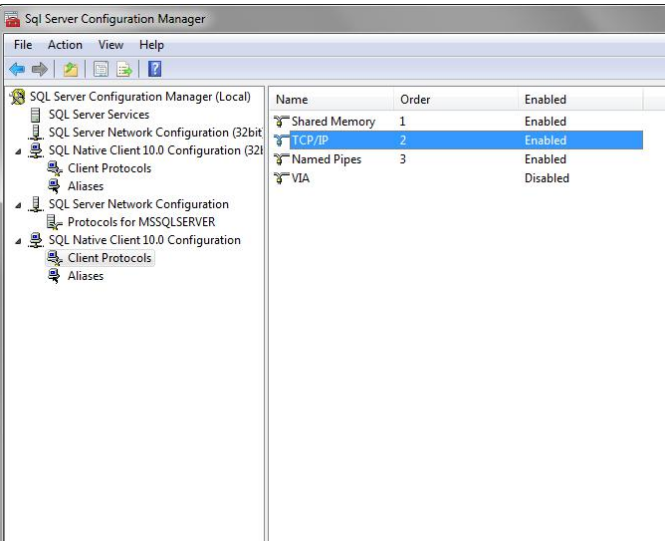 Sql Server Configuration Manager
File Action View Help
SQL Server Configuration Manager (Local)
SQL Server Services
SQL Server Network Configuration (32bit
SQL Native Client 10.0 Configuration (32
Client Protocols
Aliases
SQL Server Network Configuration
Protocols for MSSQLSERVER
SQL Native Client 10.0 Configuration
Client Protocols
Aliases
Name Order Enabled
Shared Memory 1 Enabled
TCP/IP 2 Enabled
Named Pipes 3 Enabled
VIA Disabled